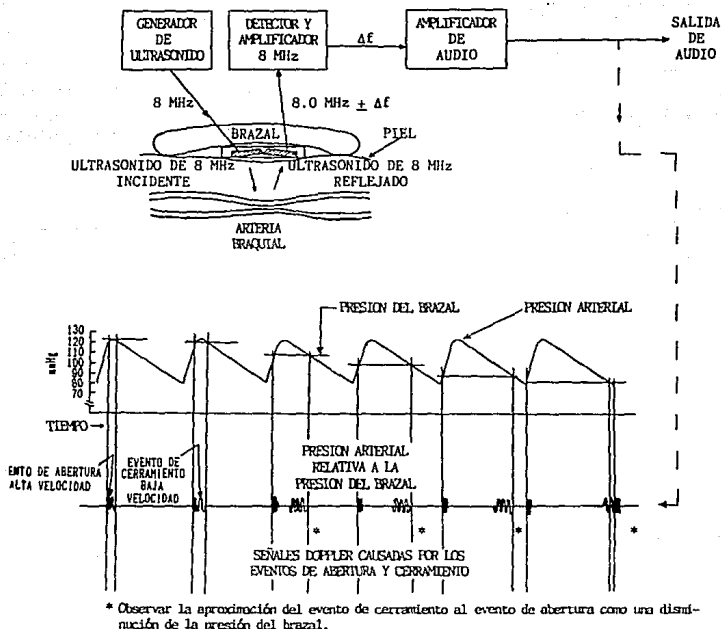 GENERADOR
DE
ULTRASONIDO
DETECTOR Y
AMPLIFICADOR
8 MHz
Δf
AMPLIFICADOR
DE
AUDIO
SALIDA
DE
AUDIO
8 MHz
8.0 MHz ± Δf
BRAZAL
PIEL
ULTRASONIDO DE 8 MHz
INCIDENTE
ULTRASONIDO DE 8 MHz
REFLEJADO
ARTERIA
BRAQUIAL
PRESION DEL BRAZAL
PRESION ARTERIAL
mmHg
130
120
110
100
90
80
70
TIEMPO
ENTO DE ABERTURA
ALTA VELOCIDAD
EVENTO DE
CERRAMIENTO
BAJA
VELOCIDAD
PRESION ARTERIAL
RELATIVA A LA
PRESION DEL BRAZAL
* * * *
SEÑALES DOPPLER CAUSADAS POR LOS
EVENTOS DE ABERTURA Y CERRAMIENTO
* Observar la aproximación del evento de cerramiento al evento de abertura como una dismi-
nución de la presión del brazal.